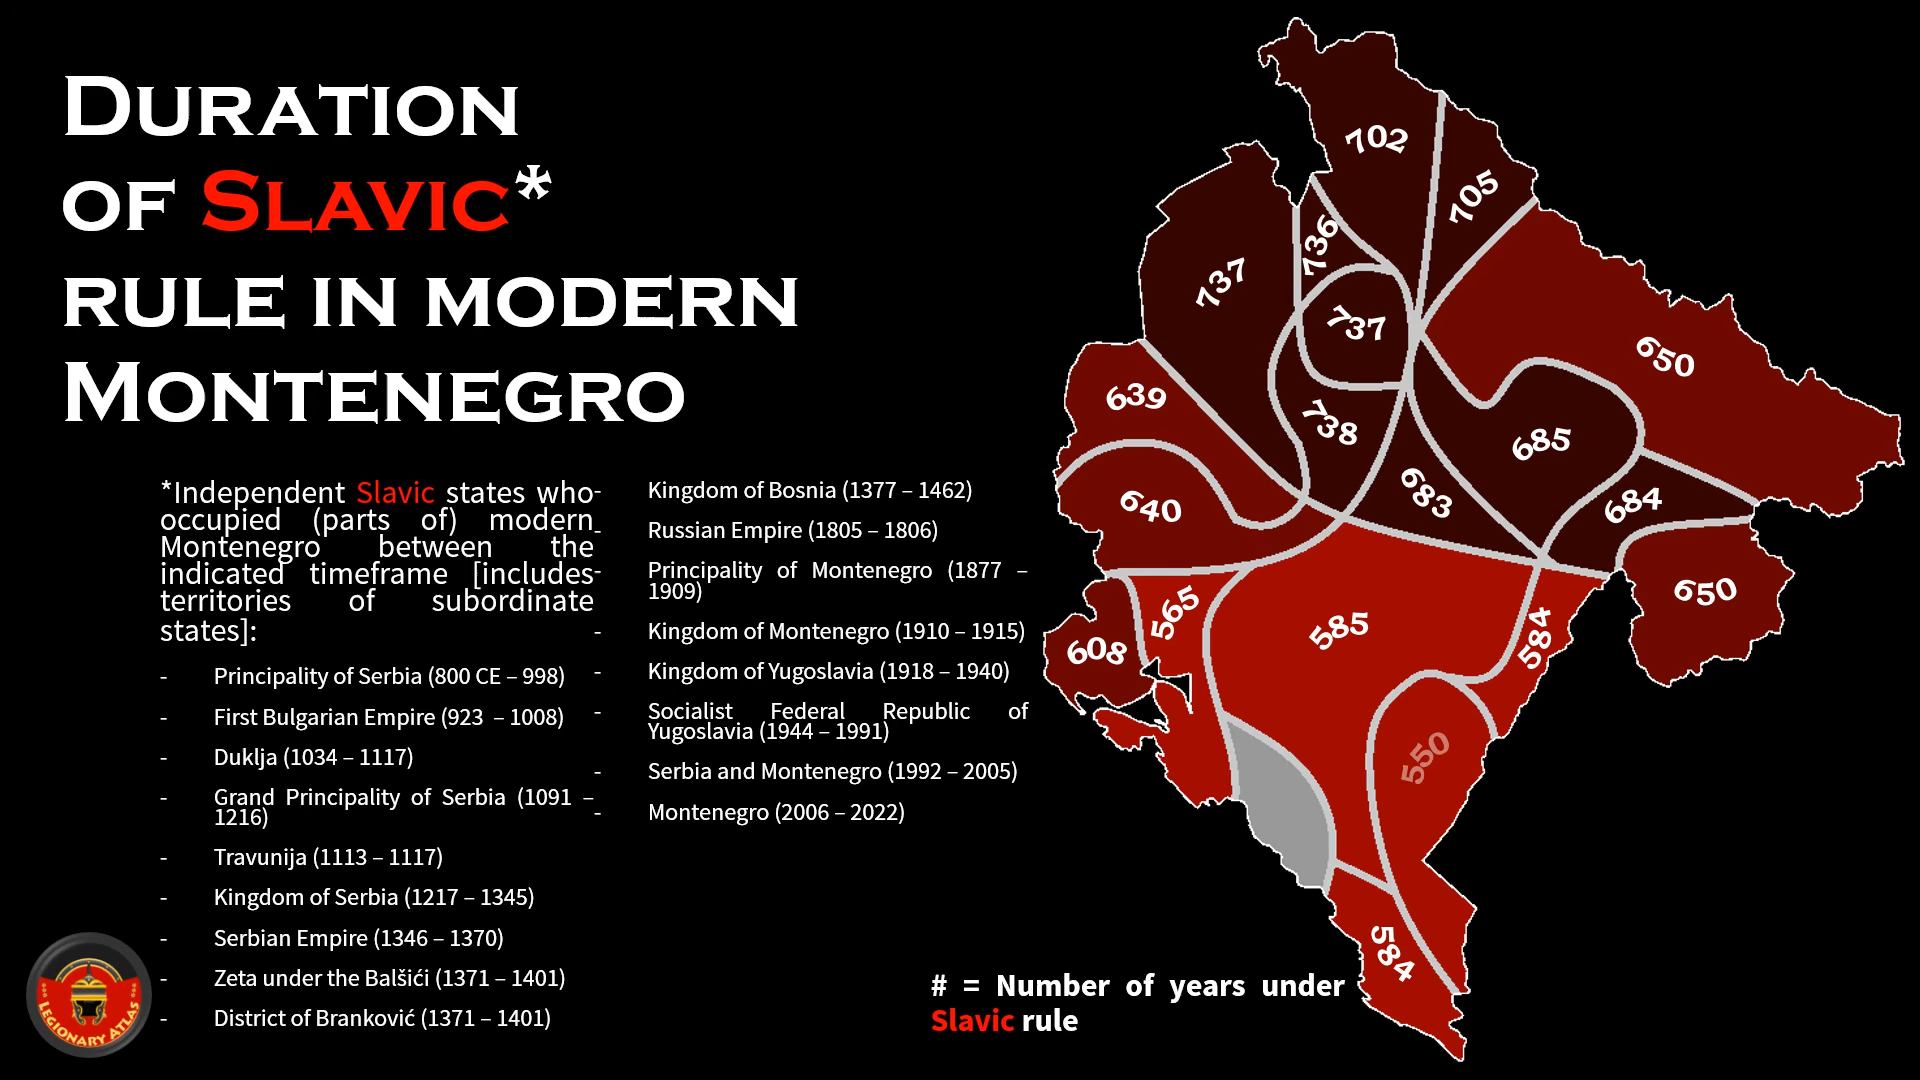 DURATION
OF SLAVIC*
RULE IN MODERN
MONTENEGRO
*Independent Slavic states who
occupied (parts of) modern
Montenegro between the
indicated timeframe [includes
territories of subordinate
states]:
- Principality of Serbia (800 CE – 998)
- First Bulgarian Empire (923 – 1008)
- Duklja (1034 – 1117)
- Grand Principality of Serbia (1091 –
1216)
- Travunija (1113 – 1117)
- Kingdom of Serbia (1217 – 1345)
- Serbian Empire (1346 – 1370)
- Zeta under the Balšići (1371 – 1401)
- District of Branković (1371 – 1401)
- Kingdom of Bosnia (1377 – 1462)
- Russian Empire (1805 – 1806)
- Principality of Montenegro (1877 –
1909)
- Kingdom of Montenegro (1910 – 1915)
- Kingdom of Yugoslavia (1918 – 1940)
- Socialist Federal Republic of
Yugoslavia (1944 – 1991)
- Serbia and Montenegro (1992 – 2005)
- Montenegro (2006 – 2022)
702
705
736
737
737
650
639
738
685
683
684
640
650
565
585
584
608
550
584
# = Number of years under
Slavic rule
LEGIONARY ATLAS